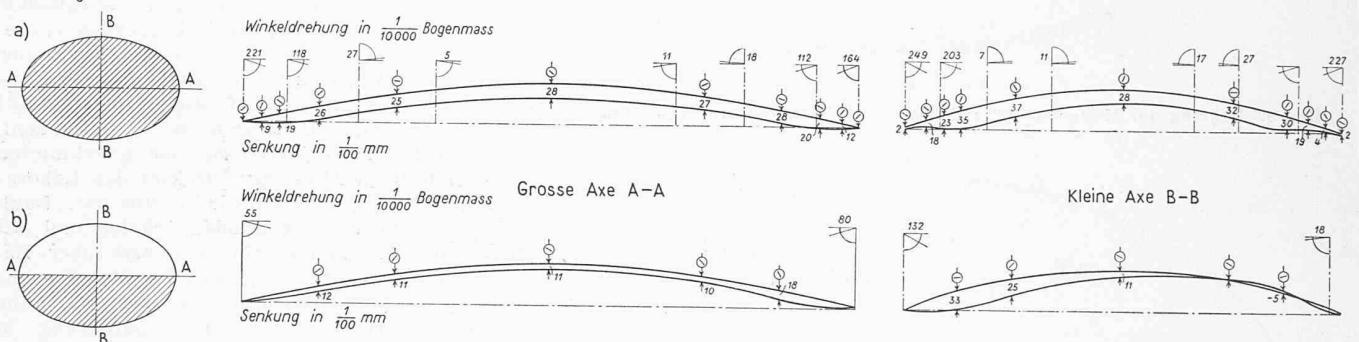 a)
B
A A
B
Winkeldrehung in 1/10000 Bogenmass
221 118 27 5 11 18 112 164
9 19 26 25 28 27 28 20 12
Senkung in 1/100 mm
249 203 7 11 17 27 227
2 18 23 35 37 28 32 30 19 4 2
Grosse Axe A-A
Kleine Axe B-B
b)
B
A A
B
Winkeldrehung in 1/10000 Bogenmass
55 80
12 11 11 10 18
Senkung in 1/100 mm
132 18
33 25 11 -5